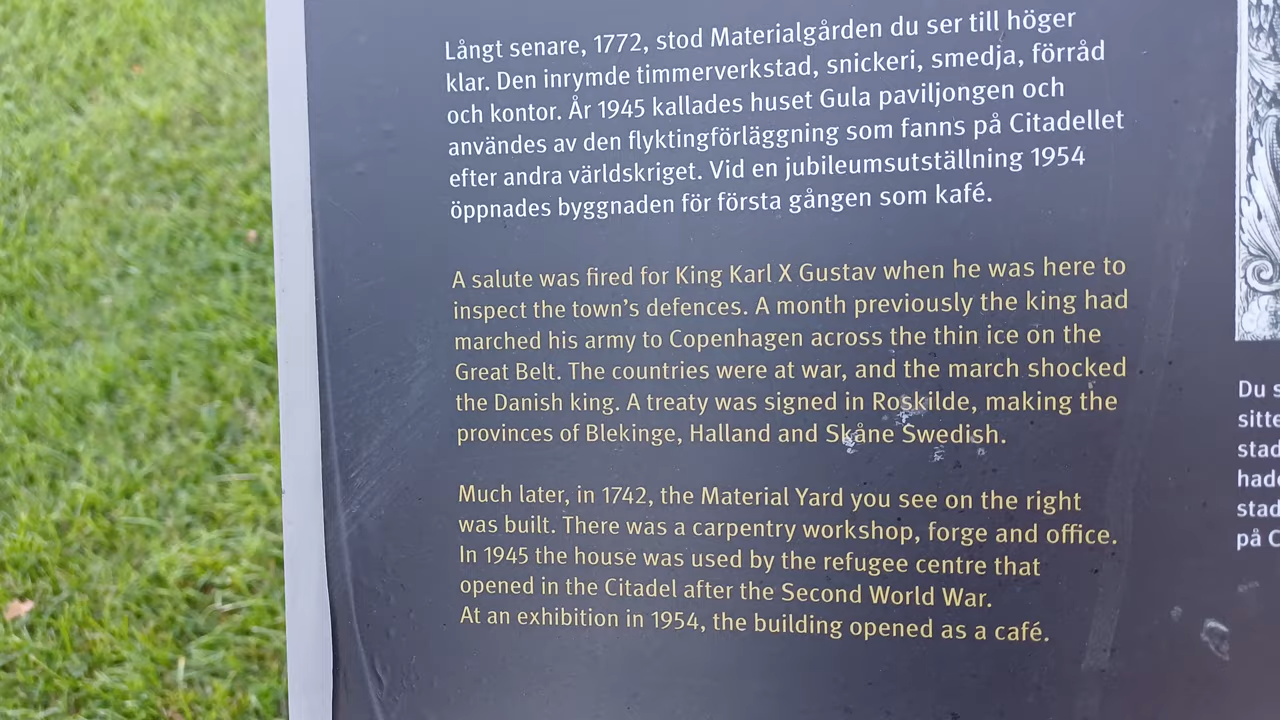 Långt senare, 1772, stod Materialgården du ser till höger
klar. Den inrymde timmerverkstad, snickeri, smedja, förråd
och kontor. År 1945 kallades huset Gula paviljongen och
användes av den flyktingförläggning som fanns på Citadellet
efter andra världskriget. Vid en jubileumsutställning 1954
öppnades byggnaden för första gången som kafé.
A salute was fired for King Karl X Gustav when he was here to
inspect the town’s defences. A month previously the king had
marched his army to Copenhagen across the thin ice on the
Great Belt. The countries were at war, and the march shocked
the Danish king. A treaty was signed in Roskilde, making the
provinces of Blekinge, Halland and Skåne Swedish.
Much later, in 1742, the Material Yard you see on the right
was built. There was a carpentry workshop, forge and office.
In 1945 the house was used by the refugee centre that
opened in the Citadel after the Second World War.
At an exhibition in 1954, the building opened as a café.
Du
på